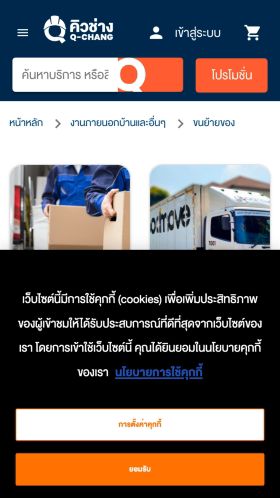 คิวช่าง
Q-CHANG
เข้าสู่ระบบ
ค้นหาบริการ หรือ
โปรโมชั่น
หน้าหลัก > งานภายนอกบ้านและอื่นๆ > ขนย้ายของ
เว็บไซต์นี้มีการใช้คุกกี้ (cookies) เพื่อเพิ่มประสิทธิภาพ
ของผู้เข้าชมให้ได้รับประสบการณ์ที่ดีที่สุดจากเว็บไซต์ของ
เรา โดยการเข้าใช้เว็บไซต์นี้ คุณได้ยินยอมในนโยบายคุกกี้
ของเรา นโยบายการใช้คุกกี้
การตั้งค่าคุกกี้
ยอมรับ